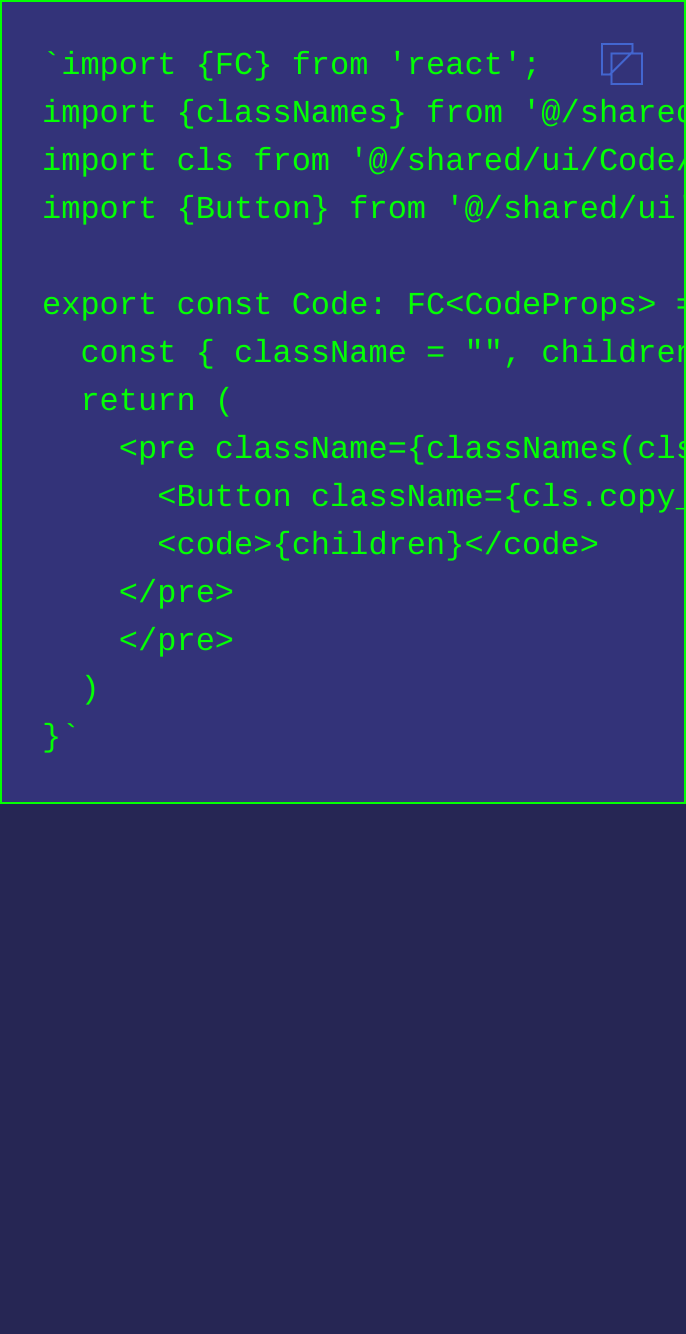 `import {FC} from 'react';
import {classNames} from '@/shared
import cls from '@/shared/ui/Code/
import {Button} from '@/shared/ui'

export const Code: FC<CodeProps> =
  const { className = "", children
  return (
    <pre className={classNames(cls
      <Button className={cls.copy_
      <code>{children}</code>
    </pre>
    </pre>
  )
}`